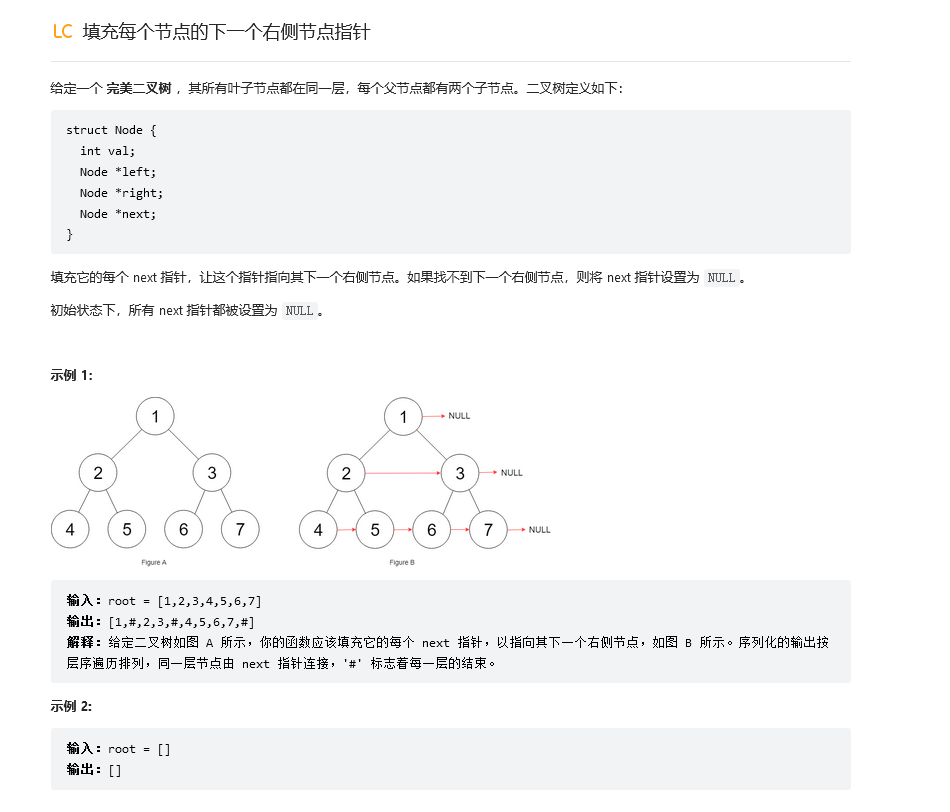 LC 填充每个节点的下一个右侧节点指针
给定一个 完美二叉树 ，其所有叶子节点都在同一层，每个父节点都有两个子节点。二叉树定义如下：
struct Node {
  int val;
  Node *left;
  Node *right;
  Node *next;
}
填充它的每个 next 指针，让这个指针指向其下一个右侧节点。如果找不到下一个右侧节点，则将 next 指针设置为 NULL 。
初始状态下，所有 next 指针都被设置为 NULL 。
示例 1：
1 1 NULL
2 3 2 3 NULL
4 5 6 7 4 5 6 7 NULL
Figure A Figure B
输入：root = [1,2,3,4,5,6,7]
输出：[1,#,2,3,#,4,5,6,7,#]
解释：给定二叉树如图 A 所示，你的函数应该填充它的每个 next 指针，以指向其下一个右侧节点，如图 B 所示。序列化的输出按
层序遍历排列，同一层节点由 next 指针连接，'#' 标志着每一层的结束。
示例 2:
输入：root = []
输出：[]